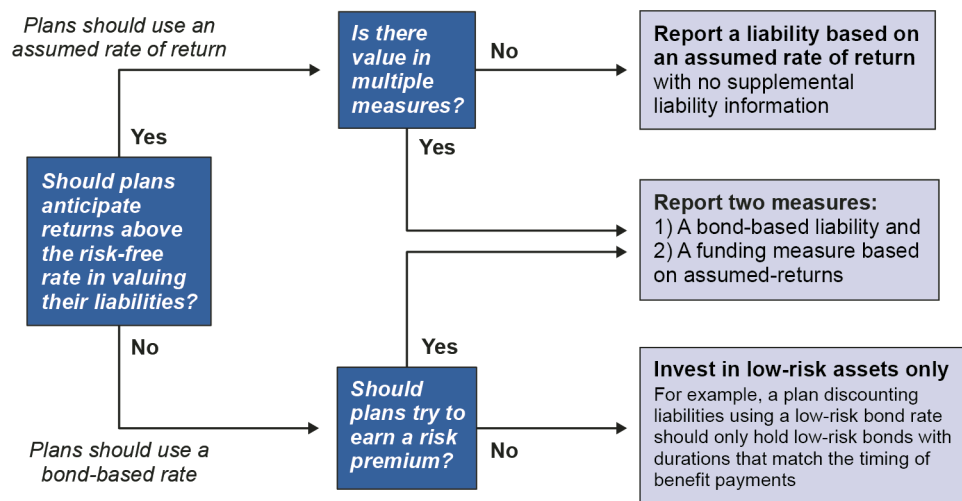 Plans should use an
assumed rate of return
Is there
value in
multiple
measures?
No
Report a liability based on
an assumed rate of return
with no supplemental
liability information
Yes
Yes
Should plans
anticipate
returns above
the risk-free
rate in valuing
their liabilities?
Report two measures:
1) A bond-based liability and
2) A funding measure based
on assumed-returns
No
Yes
Should
plans try to
earn a risk
premium?
No
Invest in low-risk assets only
For example, a plan discounting
liabilities using a low-risk bond rate
should only hold low-risk bonds with
durations that match the timing of
benefit payments
Plans should use a
bond-based rate